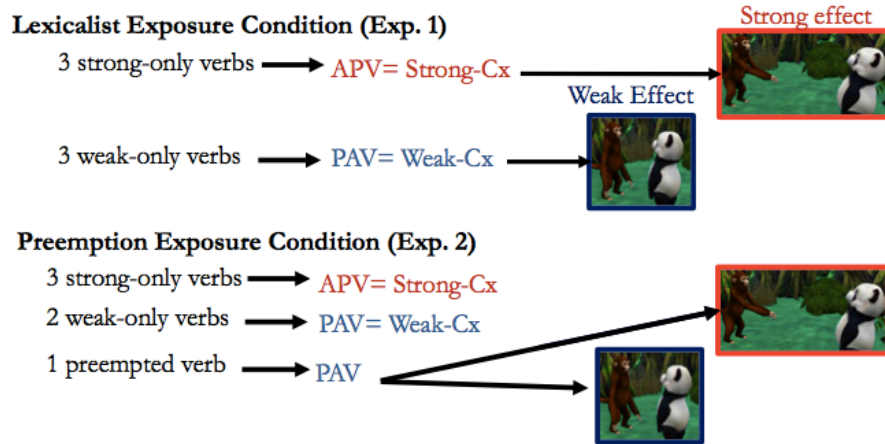 Lexicalist Exposure Condition (Exp. 1)
Strong effect
3 strong-only verbs
APV= Strong-Cx
Weak Effect
3 weak-only verbs
PAV= Weak-Cx
Preemption Exposure Condition (Exp. 2)
3 strong-only verbs
APV= Strong-Cx
2 weak-only verbs
PAV= Weak-Cx
1 preempted verb
PAV